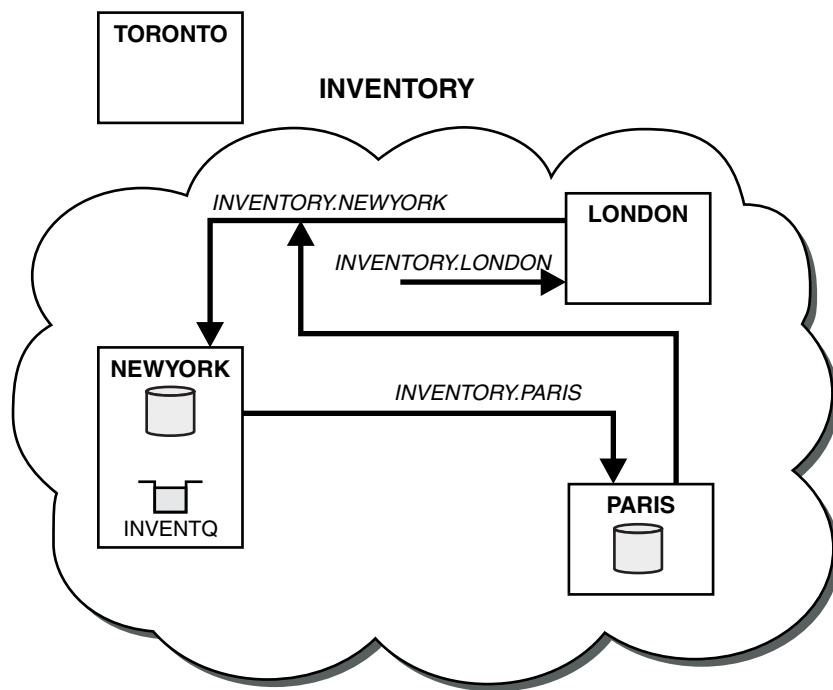 TORONTO
INVENTORY
INVENTORY.NEWYORK
LONDON
INVENTORY.LONDON
NEWYORK
INVENTORY.PARIS
PARIS
INVENTQ